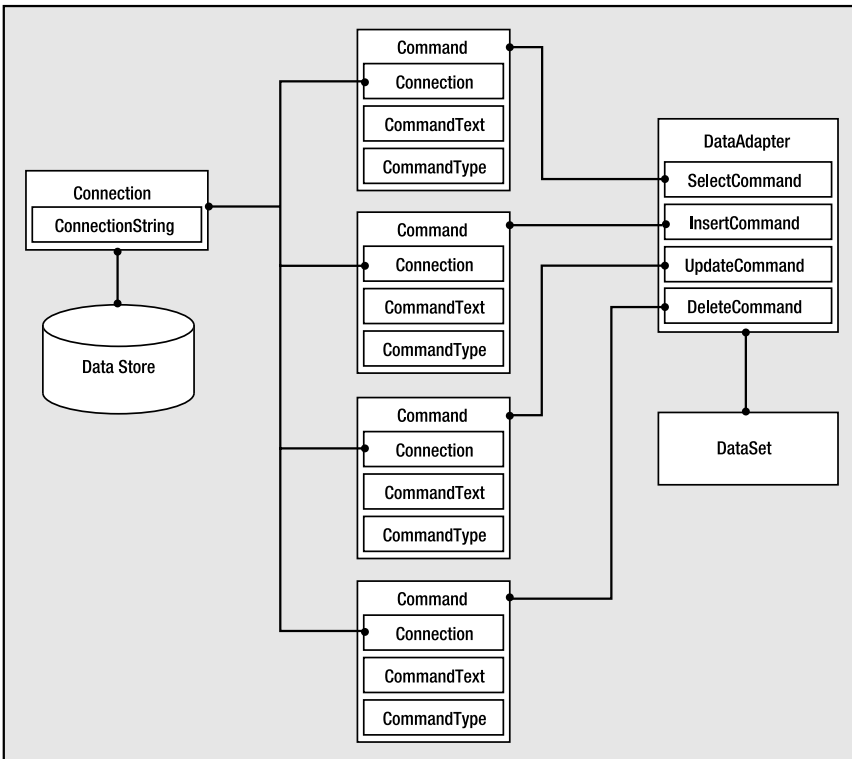 Connection
ConnectionString
Data Store
Command
Connection
CommandText
CommandType
Command
Connection
CommandText
CommandType
Command
Connection
CommandText
CommandType
Command
Connection
CommandText
CommandType
DataAdapter
SelectCommand
InsertCommand
UpdateCommand
DeleteCommand
DataSet